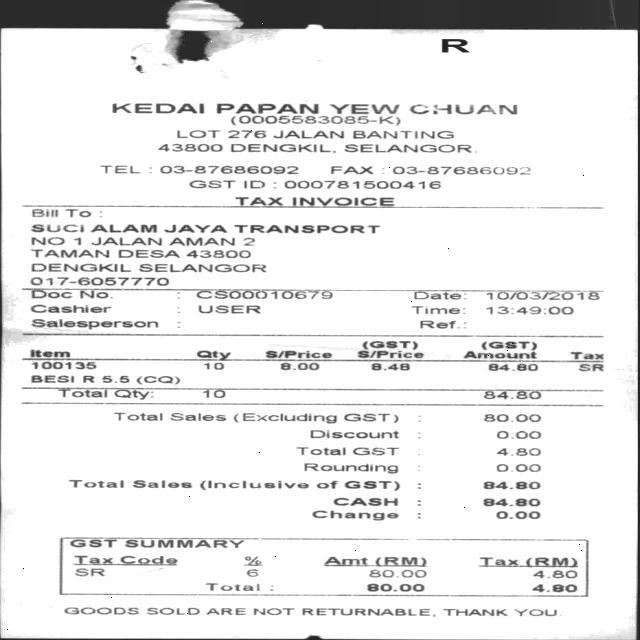 R
KEDAI PAPAN YEW CHUAN
(0005583085-K)
LOT 276 JALAN BANTING
43800 DENGKIL, SELANGOR.
TEL : 03-87686092 FAX : 03-87686092
GST ID : 000781500416
TAX INVOICE
Bill To :
SUCI ALAM JAYA TRANSPORT
NO 1 JALAN AMAN 2
TAMAN DESA 43800
DENGKIL SELANGOR
017-6057770
Doc No. : CS00010679 Date: 10/03/2018
Cashier : USER Time: 13:49:00
Salesperson : Ref.:
(GST) (GST)
Item Qty S/Price S/Price Amount Tax
100135 10 8.00 8.48 84.80 SR
BESI R 5.5 (CQ)
Total Qty: 10 84.80
Total Sales (Excluding GST) : 80.00
Discount : 0.00
Total GST : 4.80
Rounding : 0.00
Total Sales (Inclusive of GST) : 84.80
CASH : 84.80
Change : 0.00
GST SUMMARY
Tax Code % Amt (RM) Tax (RM)
SR 6 80.00 4.80
Total : 80.00 4.80
GOODS SOLD ARE NOT RETURNABLE, THANK YOU.